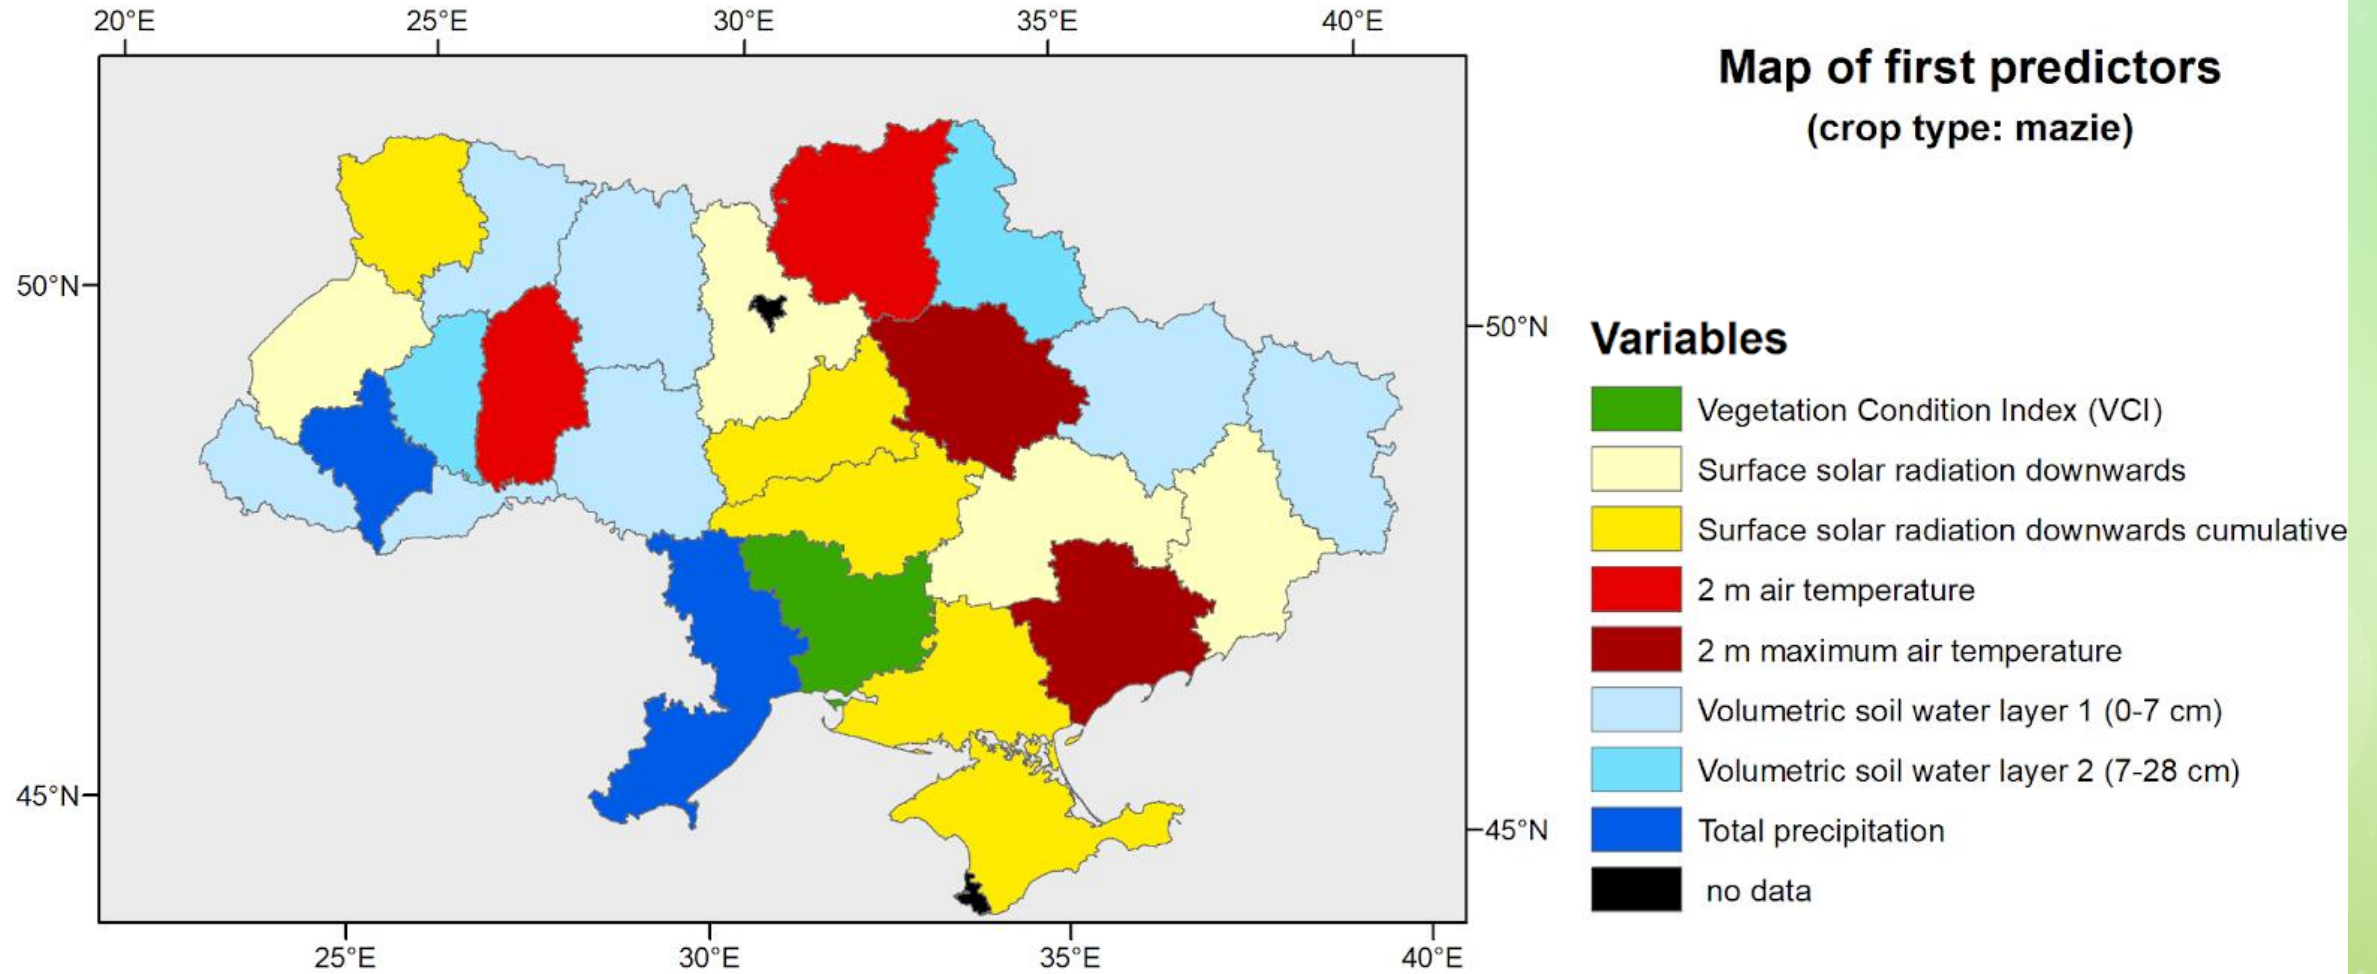 20°E 25°E 30°E 35°E 40°E
Map of first predictors
(crop type: mazie)
50°N
50°N
Variables
Vegetation Condition Index (VCI)
Surface solar radiation downwards
Surface solar radiation downwards cumulative
2 m air temperature
2 m maximum air temperature
Volumetric soil water layer 1 (0-7 cm)
Volumetric soil water layer 2 (7-28 cm)
45°N
Total precipitation
45°N
no data
25°E 30°E 35°E 40°E